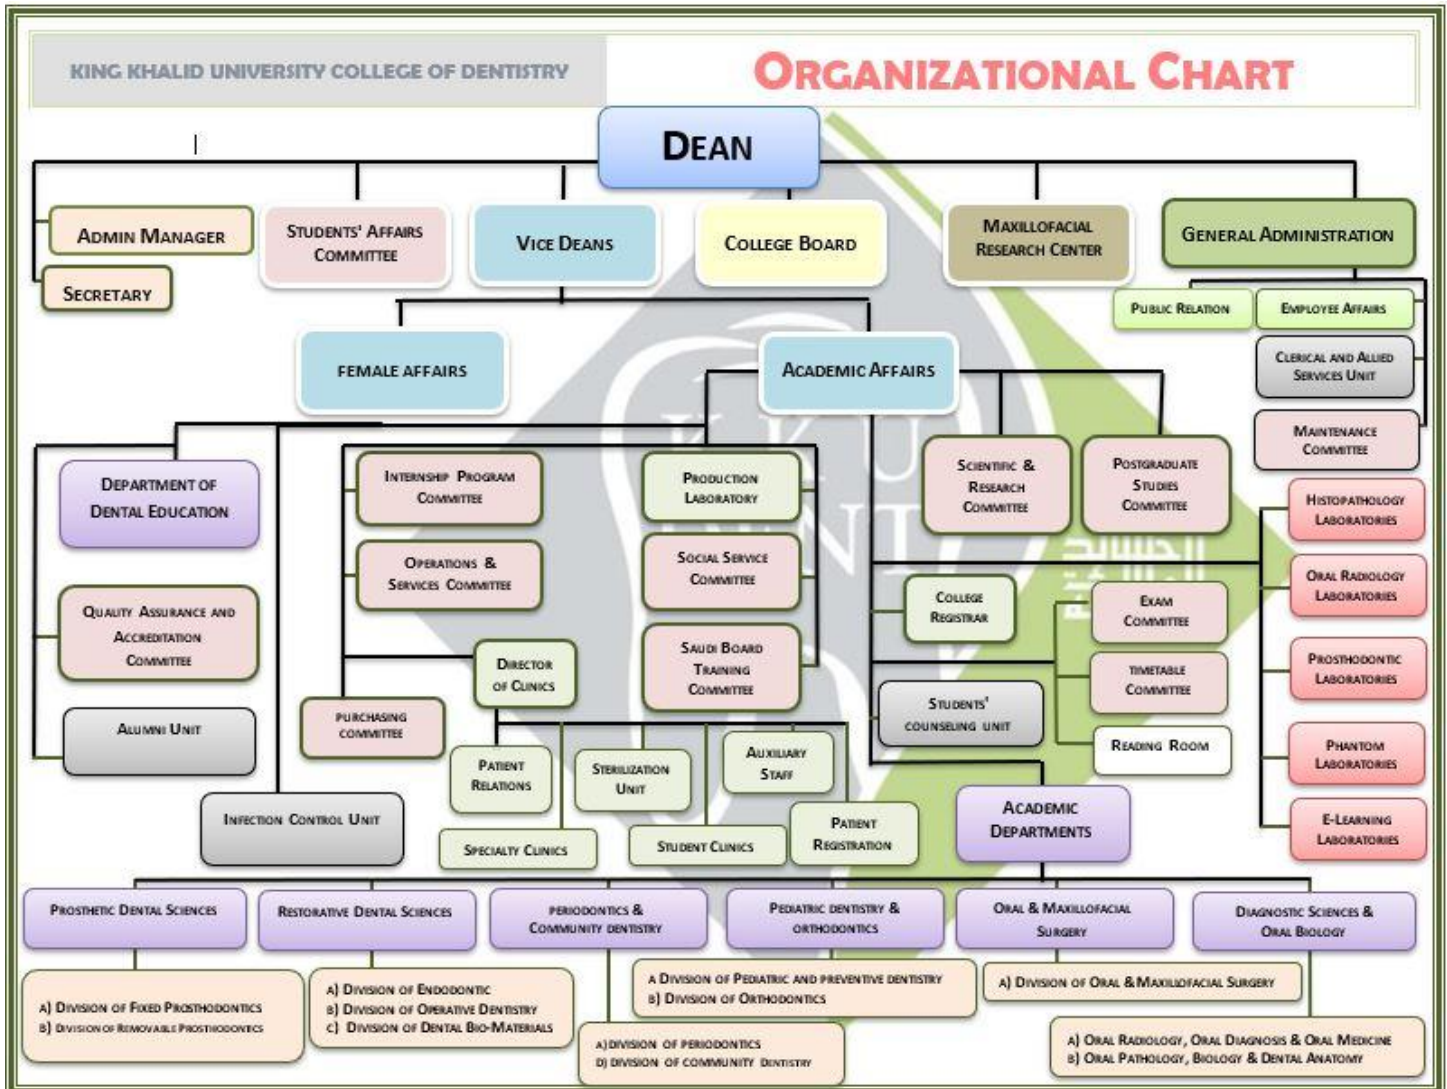 KING KHALID UNIVERSITY COLLEGE OF DENTISTRY
ORGANIZATIONAL CHART
DEAN
ADMIN MANAGER
SECRETARY
STUDENTS' AFFAIRS
COMMITTEE
VICE DEANS
COLLEGE BOARD
MAXILLOFACIAL
RESEARCH CENTER
GENERAL ADMINISTRATION
PUBLIC RELATION
EMPLOYEE AFFAIRS
CLERICAL AND ALLIED
SERVICES UNIT
MAINTENANCE
COMMITTEE
FEMALE AFFAIRS
ACADEMIC AFFAIRS
KKU
DENT
DEPARTMENT OF
DENTAL EDUCATION
QUALITY ASSURANCE AND
ACCREDITATION
COMMITTEE
ALUMNI UNIT
INFECTION CONTROL UNIT
INTERNSHIP PROGRAM
COMMITTEE
OPERATIONS &
SERVICES COMMITTEE
PURCHASING
COMMITTEE
DIRECTOR
OF CLINICS
PRODUCTION
LABORATORY
SOCIAL SERVICE
COMMITTEE
SAUDI BOARD
TRAINING
COMMITTEE
PATIENT
RELATIONS
SPECIALTY CLINICS
STERILIZATION
UNIT
STUDENT CLINICS
AUXILIARY
STAFF
PATIENT
REGISTRATION
SCIENTIFIC &
RESEARCH
COMMITTEE
POSTGRADUATE
STUDIES
COMMITTEE
COLLEGE
REGISTRAR
STUDENTS'
COUNSELING UNIT
EXAM
COMMITTEE
TIMETABLE
COMMITTEE
READING ROOM
HISTOPATHOLOGY
LABORATORIES
ORAL RADIOLOGY
LABORATORIES
PROSTHODONTIC
LABORATORIES
PHANTOM
LABORATORIES
E-LEARNING
LABORATORIES
ACADEMIC
DEPARTMENTS
PROSTHETIC DENTAL SCIENCES
A) DIVISION OF FIXED PROSTHODONTICS
B) DIVISION OF REMOVABLE PROSTHODONTICS
RESTORATIVE DENTAL SCIENCES
A) DIVISION OF ENDODONTIC
B) DIVISION OF OPERATIVE DENTISTRY
C) DIVISION OF DENTAL BIO-MATERIALS
PERIODONTICS &
COMMUNITY DENTISTRY
A) DIVISION OF PERIODONTICS
D) DIVISION OF COMMUNITY DENTISTRY
PEDIATRIC DENTISTRY &
ORTHODONTICS
A DIVISION OF PEDIATRIC AND PREVENTIVE DENTISTRY
B) DIVISION OF ORTHODONTICS
ORAL & MAXILLOFACIAL
SURGERY
A) DIVISION OF ORAL & MAXILLOFACIAL SURGERY
DIAGNOSTIC SCIENCES &
ORAL BIOLOGY
A) ORAL RADIOLOGY, ORAL DIAGNOSIS & ORAL MEDICINE
B) ORAL PATHOLOGY, BIOLOGY & DENTAL ANATOMY